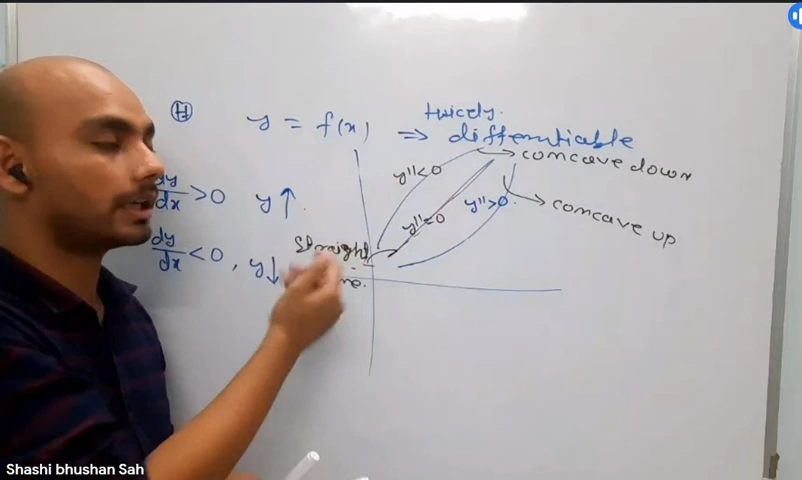 H
y = f(x) ⇒ twicely differentiable
concave down
y''<0
dy/dx >0 y↑
y''=0
y''>0
concave up
Straight
dy/dx <0, y↓
Shashi bhushan Sah